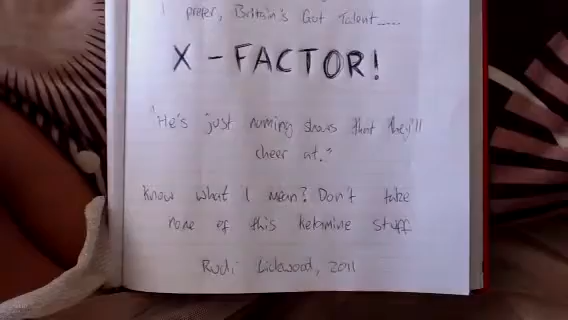 I prefer, Britain's Got Talent.....
X - FACTOR!
"He's just naming shows that they'll
cheer at."
Know what I mean? Don't take
none of this ketamine stuff
Rudi Lickwood, 2011